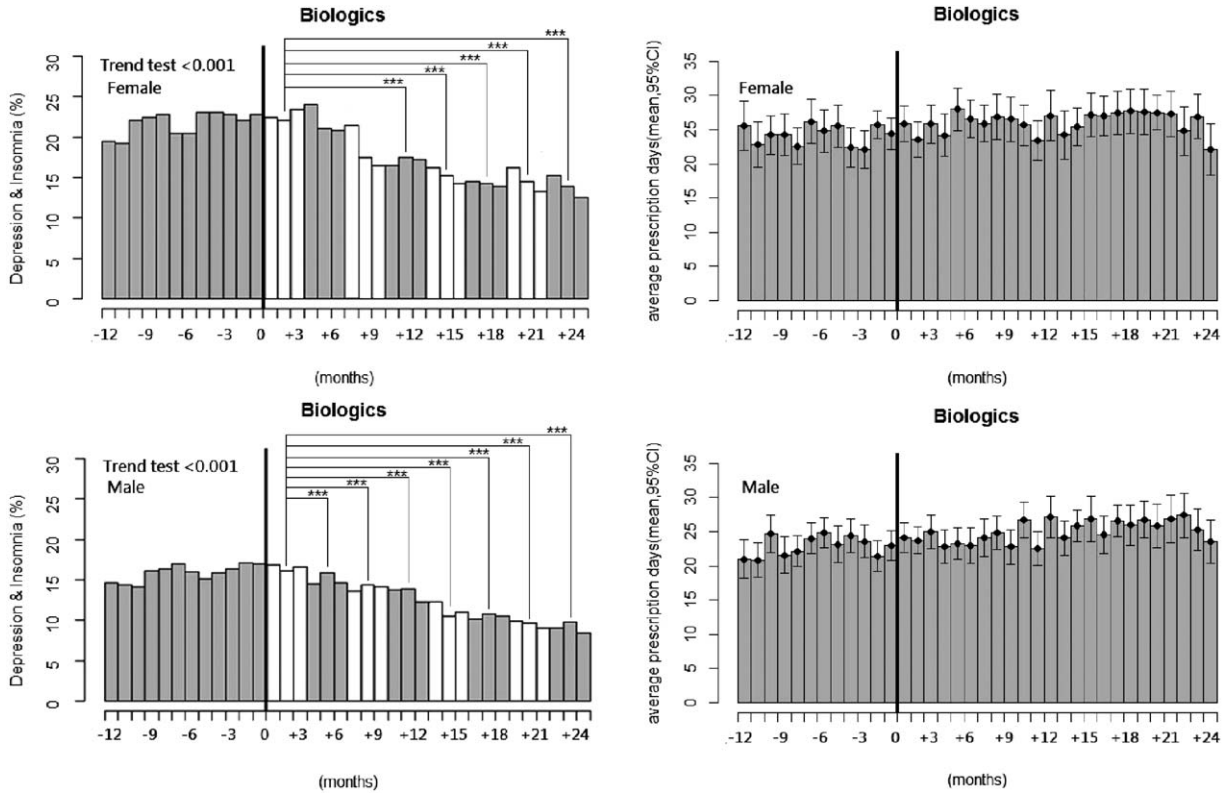 Biologics
Trend test <0.001
Female
***
***
***
***
***
Depression & Insomnia (%)
0 5 10 15 20 25 30
-12 -9 -6 -3 0 +3 +6 +9 +12 +15 +18 +21 +24
(months)
Biologics
Female
average prescription days(mean,95%CI)
0 5 10 15 20 25 30 35
-12 -9 -6 -3 0 +3 +6 +9 +12 +15 +18 +21 +24
(months)
Biologics
Trend test <0.001
Male
***
***
***
***
***
***
***
Depression & Insomnia (%)
0 5 10 15 20 25 30
-12 -9 -6 -3 0 +3 +6 +9 +12 +15 +18 +21 +24
(months)
Biologics
Male
average prescription days(mean,95%CI)
0 5 10 15 20 25 30 35
-12 -9 -6 -3 0 +3 +6 +9 +12 +15 +18 +21 +24
(months)